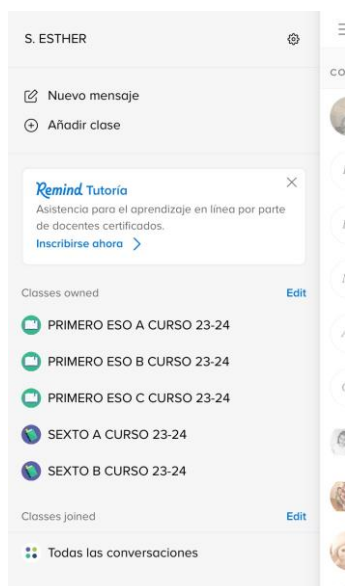 S. ESTHER
Nuevo mensaje
Añadir clase
Remind Tutoría
Asistencia para el aprendizaje en línea por parte
de docentes certificados.
Inscribirse ahora
Classes owned Edit
PRIMERO ESO A CURSO 23-24
PRIMERO ESO B CURSO 23-24
PRIMERO ESO C CURSO 23-24
SEXTO A CURSO 23-24
SEXTO B CURSO 23-24
Classes joined Edit
Todas las conversaciones